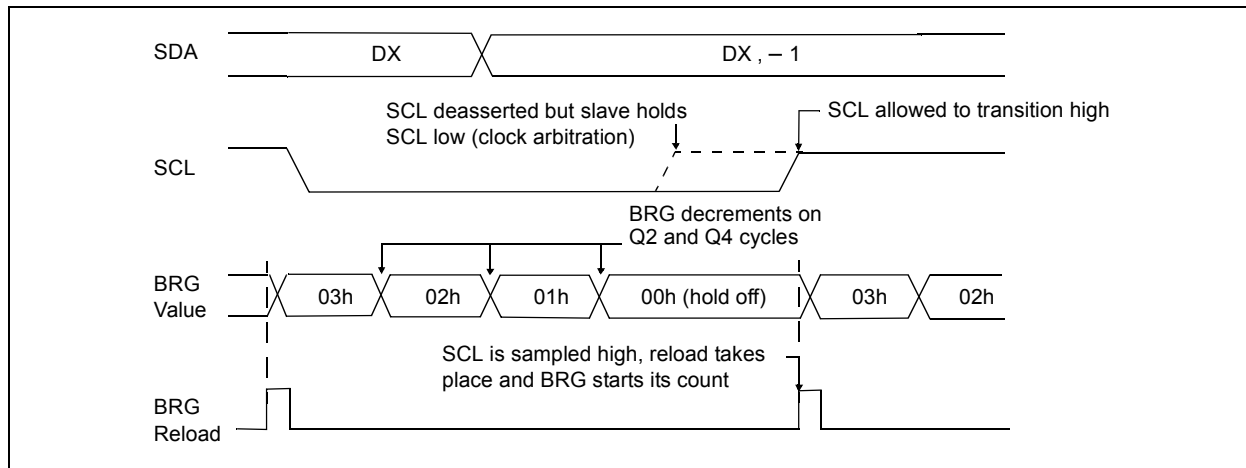 SDA
DX
DX , – 1
SCL deasserted but slave holds
SCL low (clock arbitration)
SCL allowed to transition high
SCL
BRG decrements on
Q2 and Q4 cycles
BRG
Value
03h
02h
01h
00h (hold off)
03h
02h
SCL is sampled high, reload takes
place and BRG starts its count
BRG
Reload